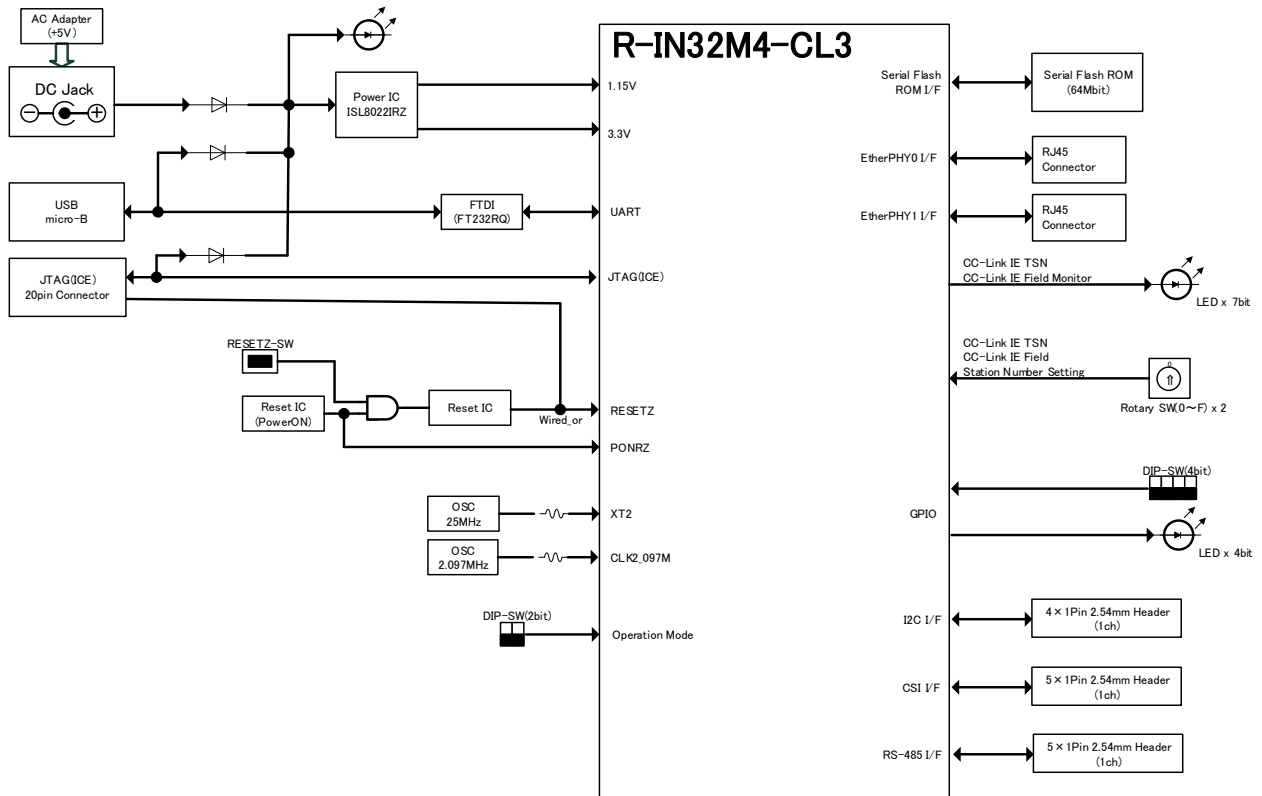 AC Adapter
(+5V)
DC Jack
R-IN32M4-CL3
Power IC
ISL8022IRZ
1.15V
3.3V
Serial Flash
ROM I/F
Serial Flash ROM
(64Mbit)
EtherPHY0 I/F
RJ45
Connector
USB
micro-B
FTDI
(FT232RQ)
UART
EtherPHY1 I/F
RJ45
Connector
JTAG(ICE)
20pin Connector
JTAG(ICE)
CC-Link IE TSN
CC-Link IE Field Monitor
LED x 7bit
RESETZ-SW
CC-Link IE TSN
CC-Link IE Field
Station Number Setting
0
Rotary SW(0～F) x 2
Reset IC
(PowerON)
Reset IC
Wired_or
RESETZ
PONRZ
DIP-SW(4bit)
OSC
25MHz
XT2
GPIO
OSC
2.097MHz
CLK2_097M
LED x 4bit
DIP-SW(2bit)
Operation Mode
I2C I/F
4×1Pin 2.54mm Header
(1ch)
CSI I/F
5×1Pin 2.54mm Header
(1ch)
RS-485 I/F
5×1Pin 2.54mm Header
(1ch)